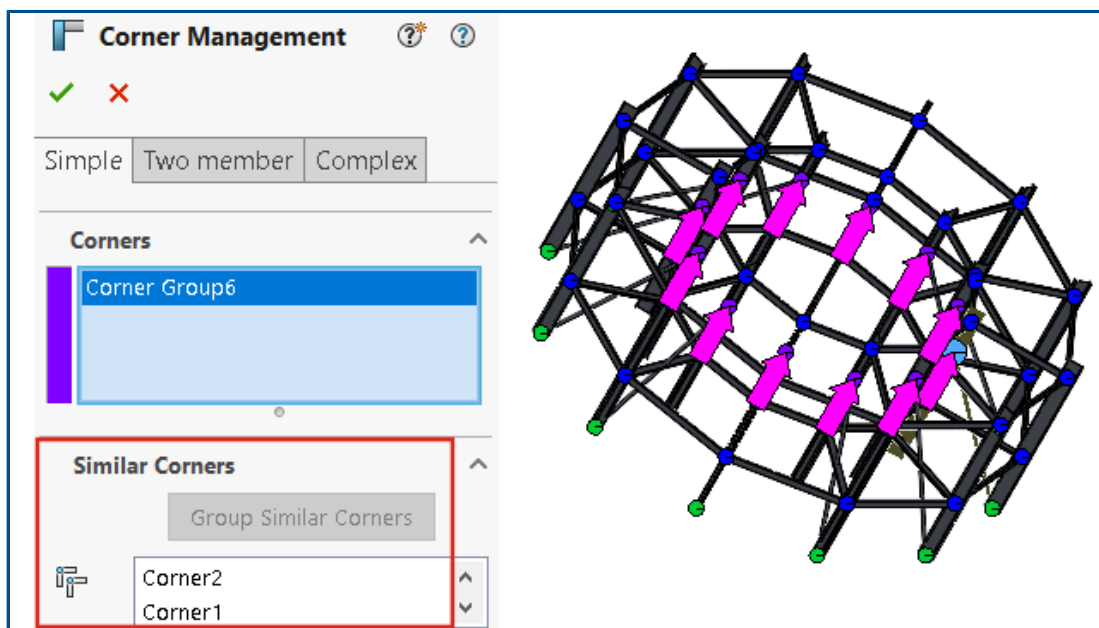 Corner Management
Simple Two member Complex
Corners
Corner Group6
Similar Corners
Group Similar Corners
Corner2
Corner1